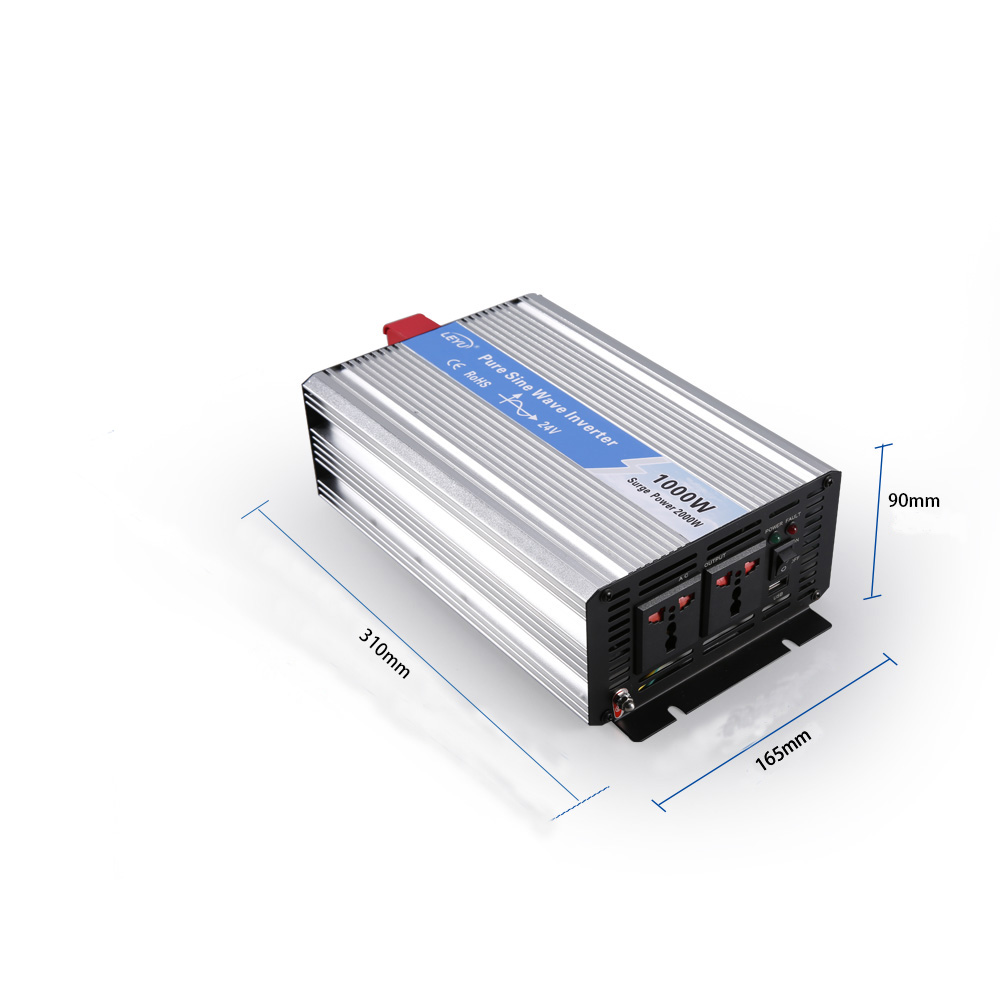 LEYU®
Pure Sine Wave Inverter
CE RoHS
24V
1000W
Surge Power 2000W
POWER FAULT
AC OUTPUT
USB
90mm
310mm
165mm